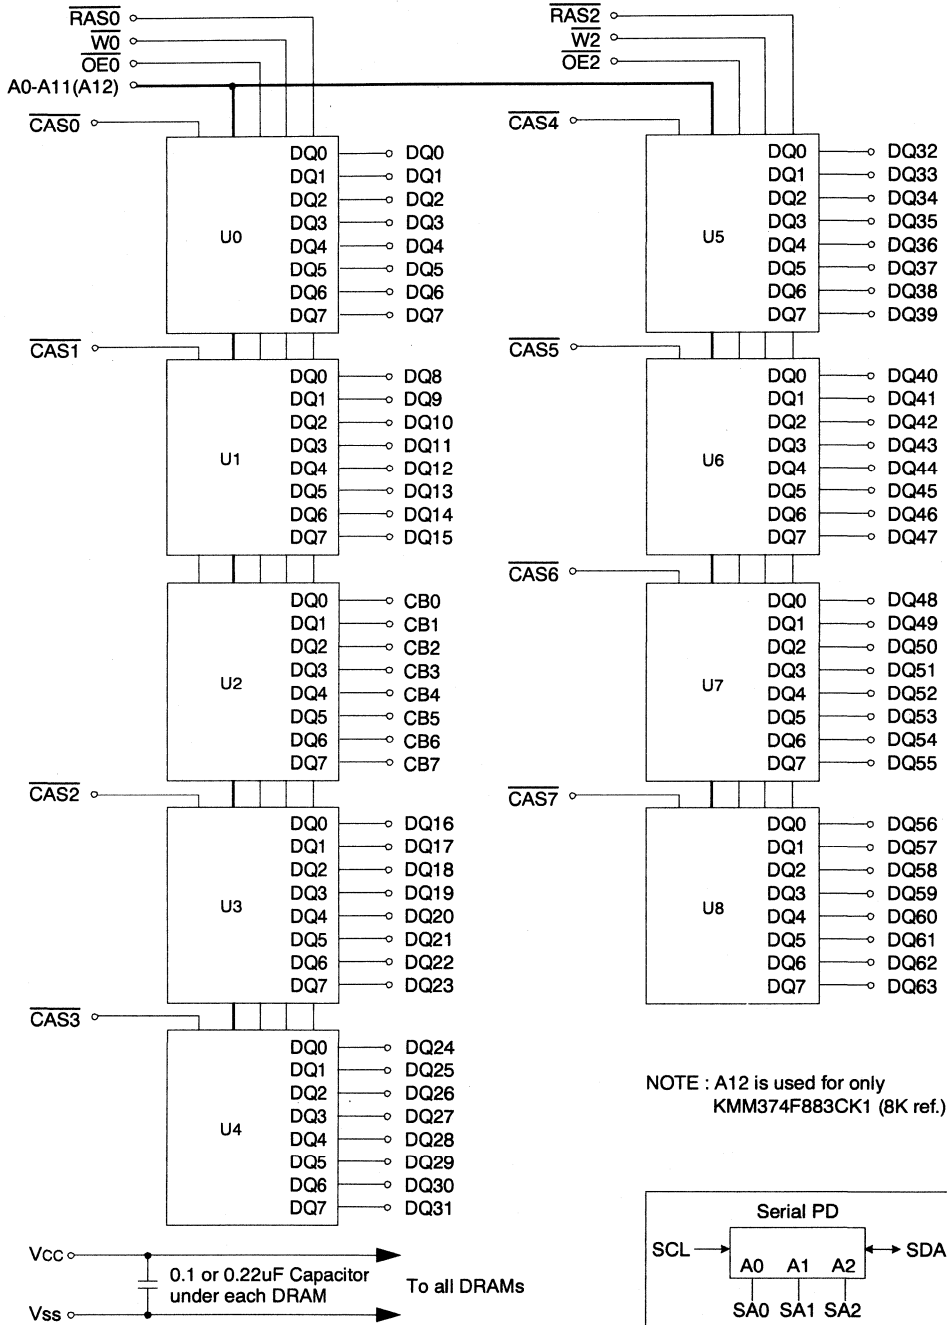 RAS0
W0
OE0
A0-A11(A12)
CAS0
U0
DQ0 DQ0
DQ1 DQ1
DQ2 DQ2
DQ3 DQ3
DQ4 DQ4
DQ5 DQ5
DQ6 DQ6
DQ7 DQ7
CAS1
U1
DQ0 DQ8
DQ1 DQ9
DQ2 DQ10
DQ3 DQ11
DQ4 DQ12
DQ5 DQ13
DQ6 DQ14
DQ7 DQ15
U2
DQ0 CB0
DQ1 CB1
DQ2 CB2
DQ3 CB3
DQ4 CB4
DQ5 CB5
DQ6 CB6
DQ7 CB7
CAS2
U3
DQ0 DQ16
DQ1 DQ17
DQ2 DQ18
DQ3 DQ19
DQ4 DQ20
DQ5 DQ21
DQ6 DQ22
DQ7 DQ23
CAS3
U4
DQ0 DQ24
DQ1 DQ25
DQ2 DQ26
DQ3 DQ27
DQ4 DQ28
DQ5 DQ29
DQ6 DQ30
DQ7 DQ31
Vcc
0.1 or 0.22uF Capacitor
under each DRAM
To all DRAMs
Vss
RAS2
W2
OE2
CAS4
U5
DQ0 DQ32
DQ1 DQ33
DQ2 DQ34
DQ3 DQ35
DQ4 DQ36
DQ5 DQ37
DQ6 DQ38
DQ7 DQ39
CAS5
U6
DQ0 DQ40
DQ1 DQ41
DQ2 DQ42
DQ3 DQ43
DQ4 DQ44
DQ5 DQ45
DQ6 DQ46
DQ7 DQ47
CAS6
U7
DQ0 DQ48
DQ1 DQ49
DQ2 DQ50
DQ3 DQ51
DQ4 DQ52
DQ5 DQ53
DQ6 DQ54
DQ7 DQ55
CAS7
U8
DQ0 DQ56
DQ1 DQ57
DQ2 DQ58
DQ3 DQ59
DQ4 DQ60
DQ5 DQ61
DQ6 DQ62
DQ7 DQ63
NOTE : A12 is used for only
KMM374F883CK1 (8K ref.)
Serial PD
SCL SDA
A0 A1 A2
SA0 SA1 SA2